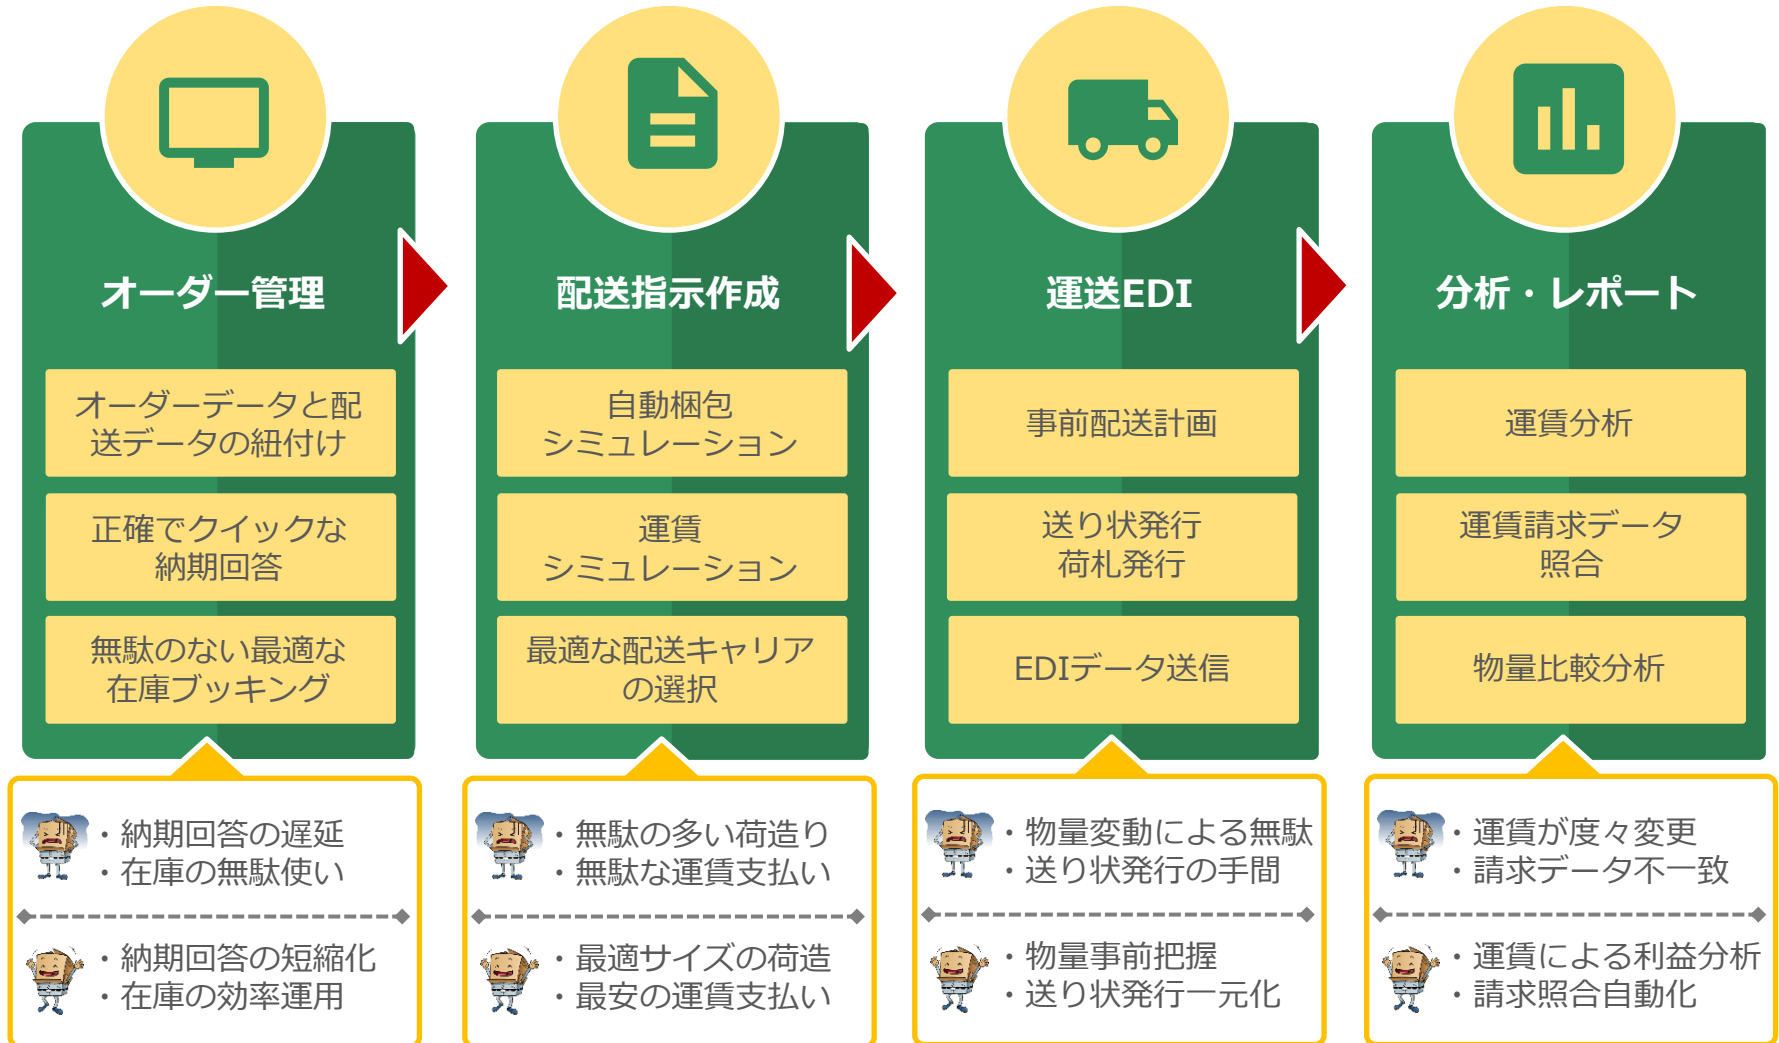 オーダー管理
オーダーデータと配
送データの紐付け
正確でクイックな
納期回答
無駄のない最適な
在庫ブッキング
・納期回答の遅延
・在庫の無駄使い
・納期回答の短縮化
・在庫の効率運用
配送指示作成
自動梱包
シミュレーション
運賃
シミュレーション
最適な配送キャリア
の選択
・無駄の多い荷造り
・無駄な運賃支払い
・最適サイズの荷造
・最安の運賃支払い
運送EDI
事前配送計画
送り状発行
荷札発行
EDIデータ送信
・物量変動による無駄
・送り状発行の手間
・物量事前把握
・送り状発行一元化
分析・レポート
運賃分析
運賃請求データ
照合
物量比較分析
・運賃が度々変更
・請求データ不一致
・運賃による利益分析
・請求照合自動化